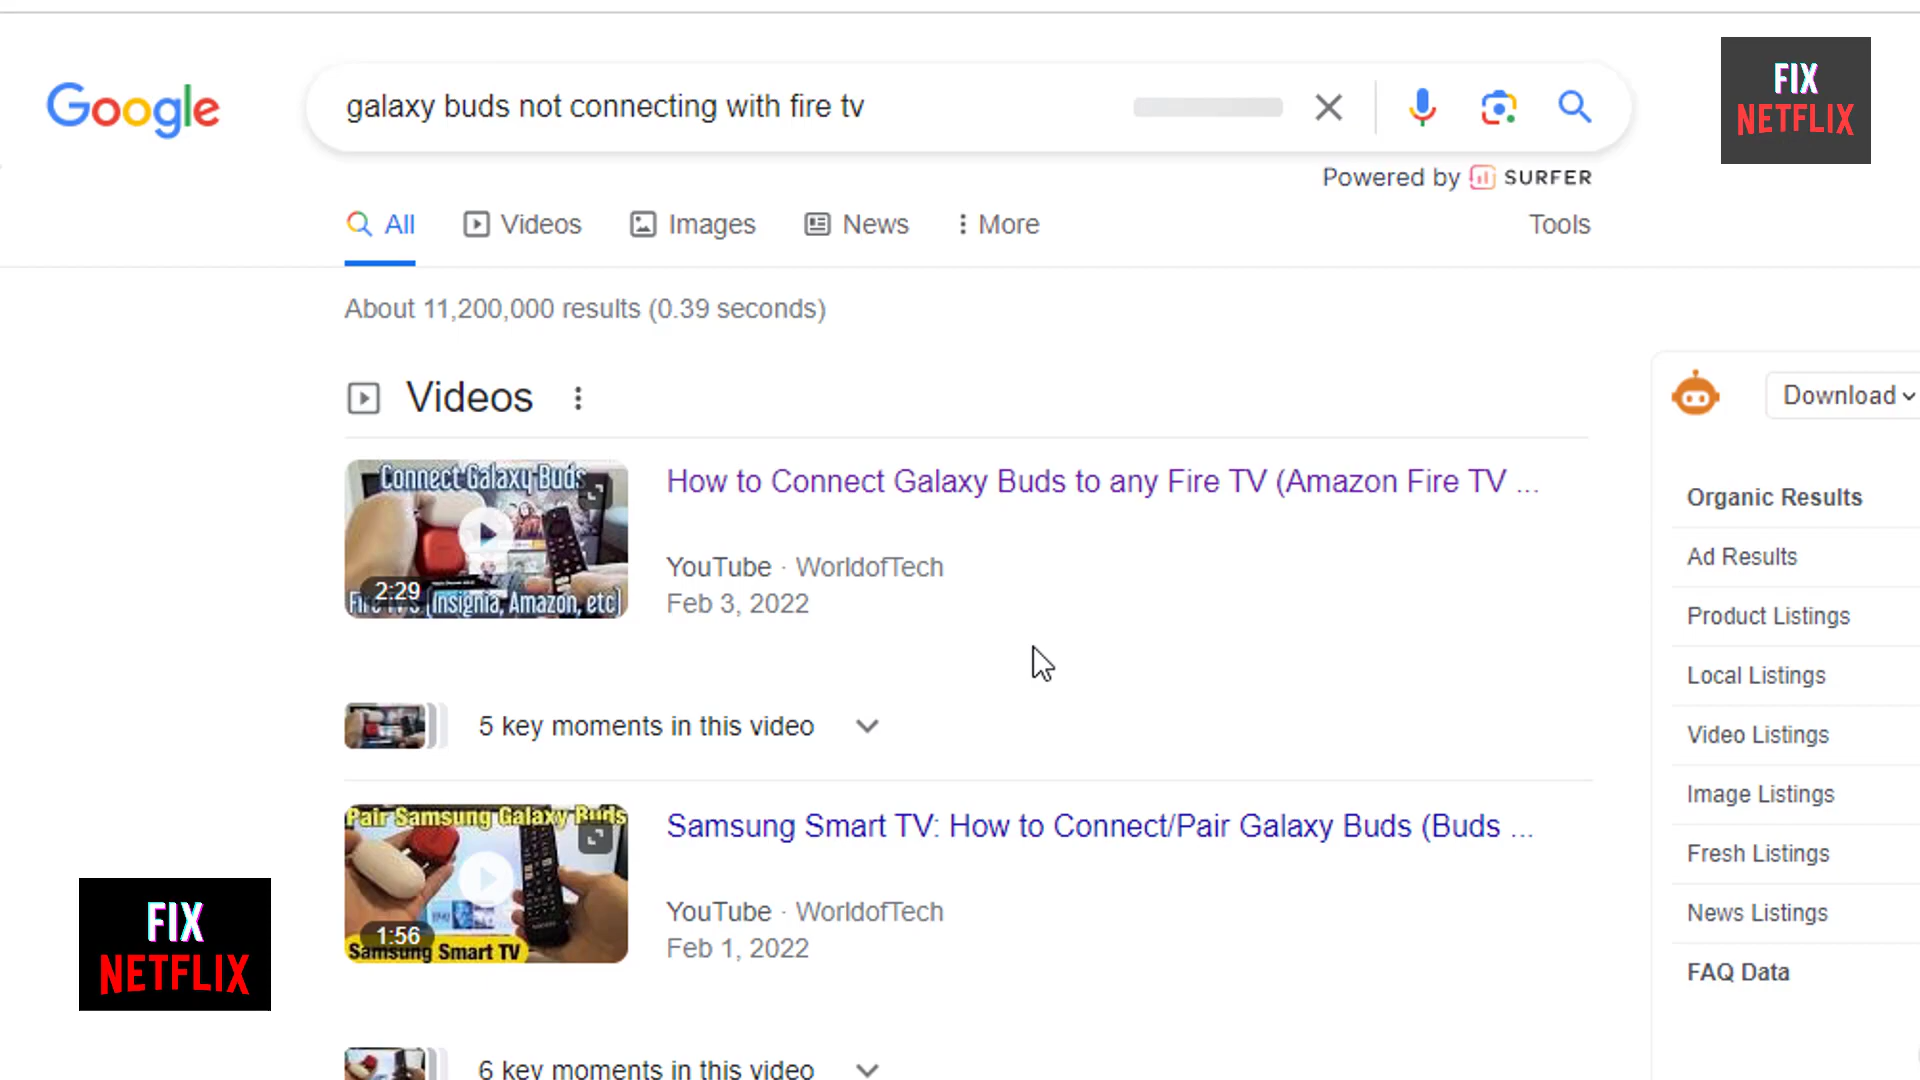 Google
galaxy buds not connecting with fire tv
FIX
NETFLIX
Powered by SURFER
All
Videos
Images
News
More
Tools
About 11,200,000 results (0.39 seconds)
Videos
Download
Connect Galaxy Buds
2:29
Fire TV's (Insignia, Amazon, etc)
How to Connect Galaxy Buds to any Fire TV (Amazon Fire TV ...
YouTube · WorldofTech
Feb 3, 2022
5 key moments in this video
Pair Samsung Galaxy Buds
1:56
Samsung Smart TV
Samsung Smart TV: How to Connect/Pair Galaxy Buds (Buds ...
YouTube · WorldofTech
Feb 1, 2022
6 key moments in this video
Organic Results
Ad Results
Product Listings
Local Listings
Video Listings
Image Listings
Fresh Listings
News Listings
FAQ Data
FIX
NETFLIX